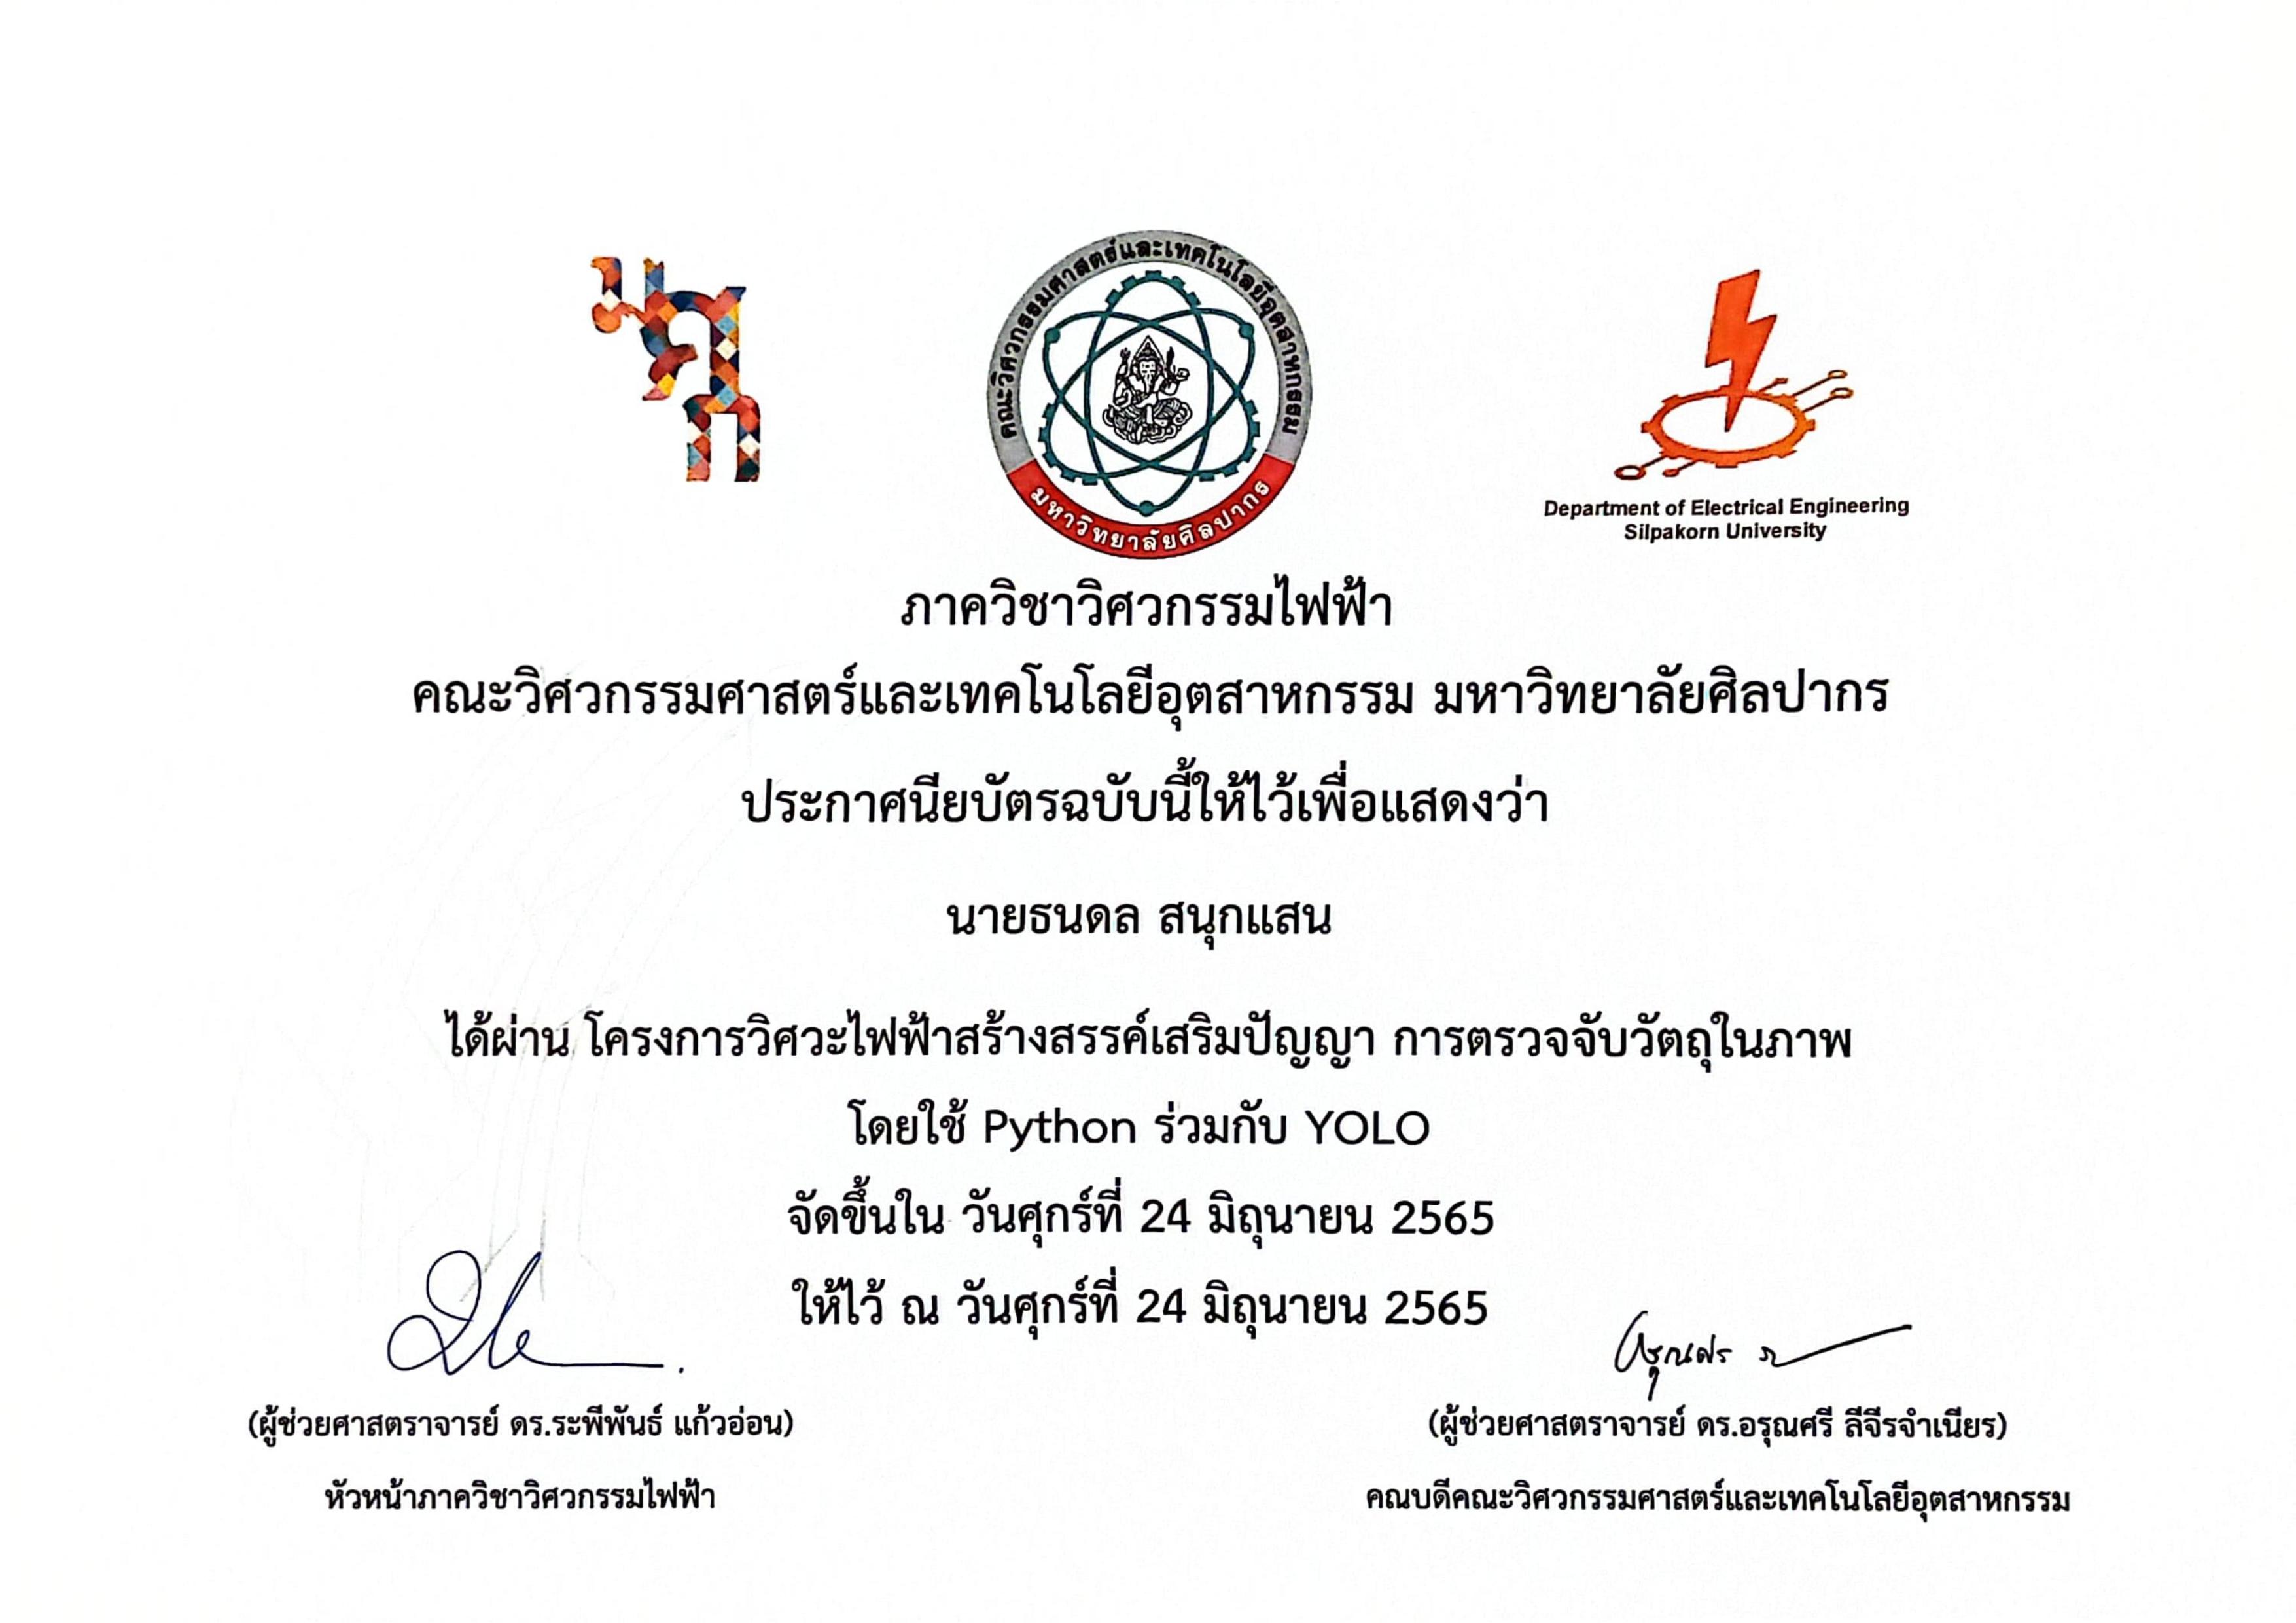 มศก
คณะวิศวกรรมศาสตร์และเทคโนโลยีอุตสาหกรรม
มหาวิทยาลัยศิลปากร
Department of Electrical Engineering
Silpakorn University
ภาควิชาวิศวกรรมไฟฟ้า
คณะวิศวกรรมศาสตร์และเทคโนโลยีอุตสาหกรรม มหาวิทยาลัยศิลปากร
ประกาศนียบัตรฉบับนี้ให้ไว้เพื่อแสดงว่า
นายธนดล สนุกแสน
ได้ผ่าน โครงการวิศวะไฟฟ้าสร้างสรรค์เสริมปัญญา การตรวจจับวัตถุในภาพ
โดยใช้ Python ร่วมกับ YOLO
จัดขึ้นใน วันศุกร์ที่ 24 มิถุนายน 2565
ให้ไว้ ณ วันศุกร์ที่ 24 มิถุนายน 2565
(ผู้ช่วยศาสตราจารย์ ดร.ระพีพันธ์ แก้วอ่อน)
หัวหน้าภาควิชาวิศวกรรมไฟฟ้า
(ผู้ช่วยศาสตราจารย์ ดร.อรุณศรี ลีจีรจำเนียร)
คณบดีคณะวิศวกรรมศาสตร์และเทคโนโลยีอุตสาหกรรม